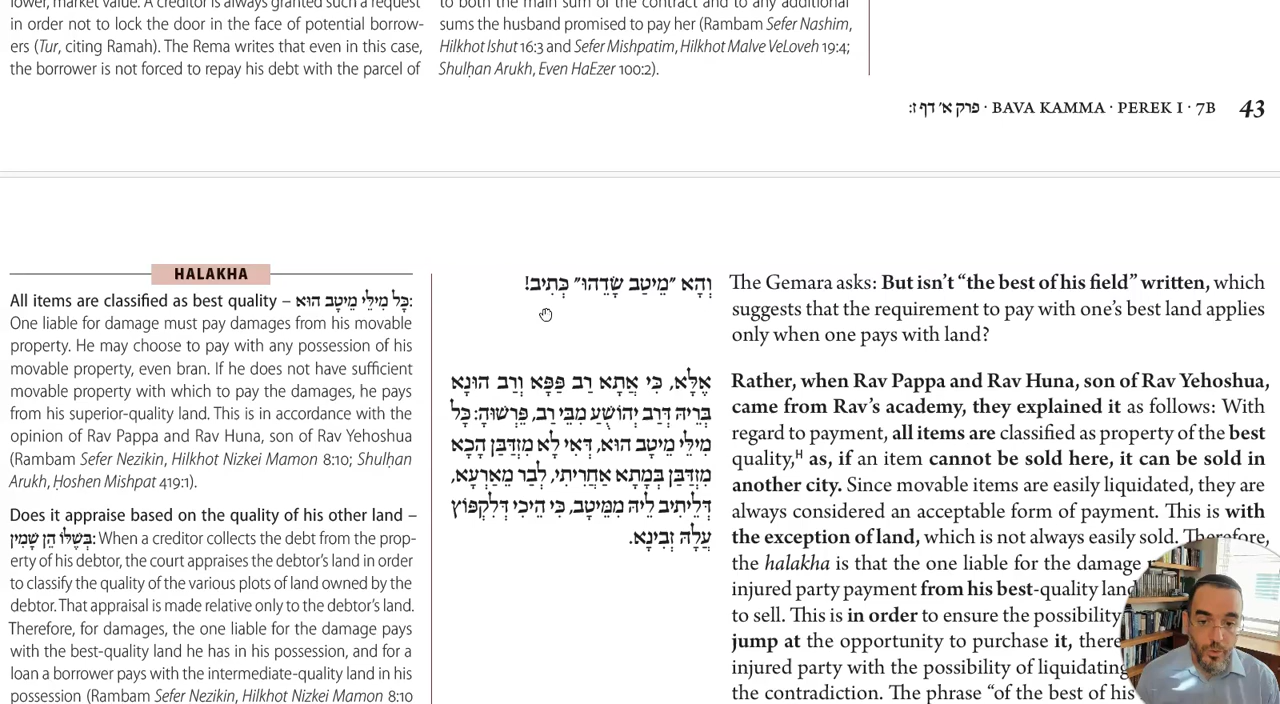 lower, market value. A creditor is always granted such a request
in order not to lock the door in the face of potential borrow-
ers (Tur, citing Ramah). The Rema writes that even in this case,
the borrower is not forced to repay his debt with the parcel of
to both the main sum of the contract and to any additional
sums the husband promised to pay her (Rambam Sefer Nashim,
Hilkhot Ishut 16:3 and Sefer Mishpatim, Hilkhot Malve VeLoveh 19:4;
Shulḥan Arukh, Even HaEzer 100:2).
פרק א׳ דף ז: · BAVA KAMMA · PEREK I · 7B 43
HALAKHA
All items are classified as best quality – כׇּל מִילֵּי מֵיטַב הוּא:
One liable for damage must pay damages from his movable
property. He may choose to pay with any possession of his
movable property, even bran. If he does not have sufficient
movable property with which to pay the damages, he pays
from his superior-quality land. This is in accordance with the
opinion of Rav Pappa and Rav Huna, son of Rav Yehoshua
(Rambam Sefer Nezikin, Hilkhot Nizkei Mamon 8:10; Shulḥan
Arukh, Ḥoshen Mishpat 419:1).
Does it appraise based on the quality of his other land –
בְּשֶׁלּוֹ הֵן שָׁמִין: When a creditor collects the debt from the prop-
erty of his debtor, the court appraises the debtor’s land in order
to classify the quality of the various plots of land owned by the
debtor. That appraisal is made relative only to the debtor’s land.
Therefore, for damages, the one liable for the damage pays
with the best-quality land he has in his possession, and for a
loan a borrower pays with the intermediate-quality land in his
possession (Rambam Sefer Nezikin, Hilkhot Nizkei Mamon 8:10
וְהָא ״מֵיטַב שָׂדֵהוּ״ כְּתִיב!
אֶלָּא, כִּי אֲתָא רַב פָּפָּא וְרַב הוּנָא
בְּרֵיהּ דְּרַב יְהוֹשֻׁעַ מִבֵּי רַב, פֵּרְשׁוּהָ: כׇּל
מִילֵּי מֵיטַב הוּא, דְּאִי לָא מִזְדַּבַּן הָכָא
מִזְדַּבַּן בְּמָתָא אַחֲרִיתִי, לְבַר מֵאַרְעָא,
דְּלֵיתִיב לֵיהּ מִמֵּיטַב, כִּי הֵיכִי דְּלִקְפּוֹץ
עֲלַהּ זְבִינָא.
The Gemara asks: But isn’t “the best of his field” written, which
suggests that the requirement to pay with one’s best land applies
only when one pays with land?
Rather, when Rav Pappa and Rav Huna, son of Rav Yehoshua,
came from Rav’s academy, they explained it as follows: With
regard to payment, all items are classified as property of the best
quality,H as, if an item cannot be sold here, it can be sold in
another city. Since movable items are easily liquidated, they are
always considered an acceptable form of payment. This is with
the exception of land, which is not always easily sold. Therefore,
the halakha is that the one liable for the damage
injured party payment from his best-quality land
to sell. This is in order to ensure the possibility
jump at the opportunity to purchase it, there
injured party with the possibility of liquidating
the contradiction. The phrase “of the best of his